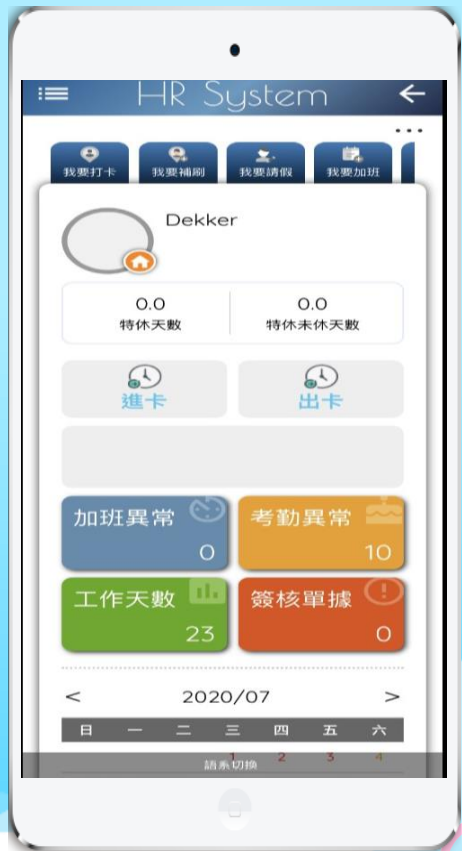 HR System
...
我要打卡 我要補刷 我要請假 我要加班
Dekker
0.0 0.0
特休天數 特休未休天數
進卡 出卡
加班異常 考勤異常
0 10
工作天數 簽核單據
23 0
< 2020/07 >
日 一 二 三 四 五 六
1 2 3 4
語系切換